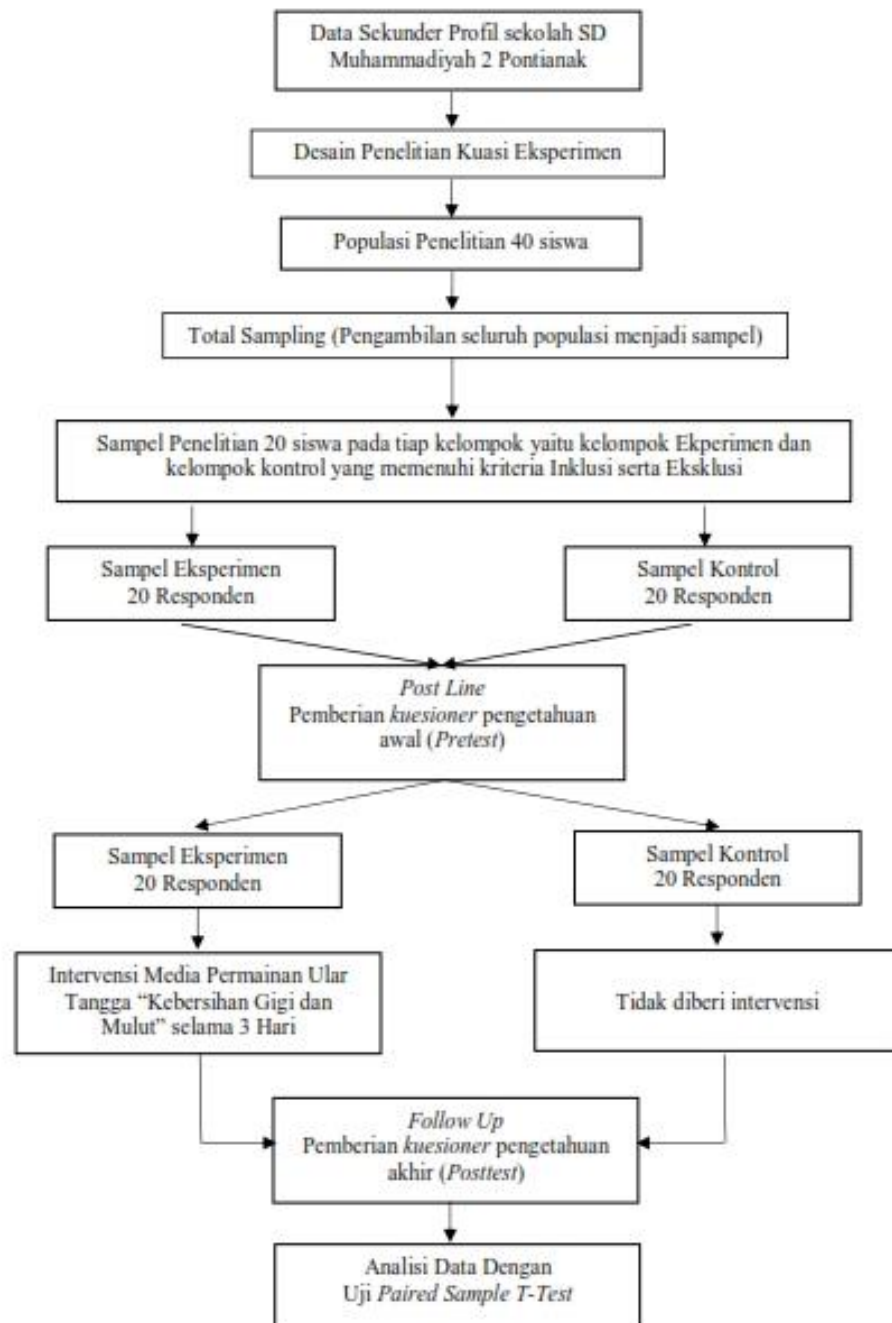 Data Sekunder Profil sekolah SD
Muhammadiyah 2 Pontianak
Desain Penelitian Kuasi Eksperimen
Populasi Penelitian 40 siswa
Total Sampling (Pengambilan seluruh populasi menjadi sampel)
Sampel Penelitian 20 siswa pada tiap kelompok yaitu kelompok Ekperimen dan
kelompok kontrol yang memenuhi kriteria Inklusi serta Eksklusi
Sampel Eksperimen
20 Responden
Sampel Kontrol
20 Responden
Post Line
Pemberian kuesioner pengetahuan
awal (Pretest)
Sampel Eksperimen
20 Responden
Sampel Kontrol
20 Responden
Intervensi Media Permainan Ular
Tangga “Kebersihan Gigi dan
Mulut” selama 3 Hari
Tidak diberi intervensi
Follow Up
Pemberian kuesioner pengetahuan
akhir (Posttest)
Analisi Data Dengan
Uji Paired Sample T-Test